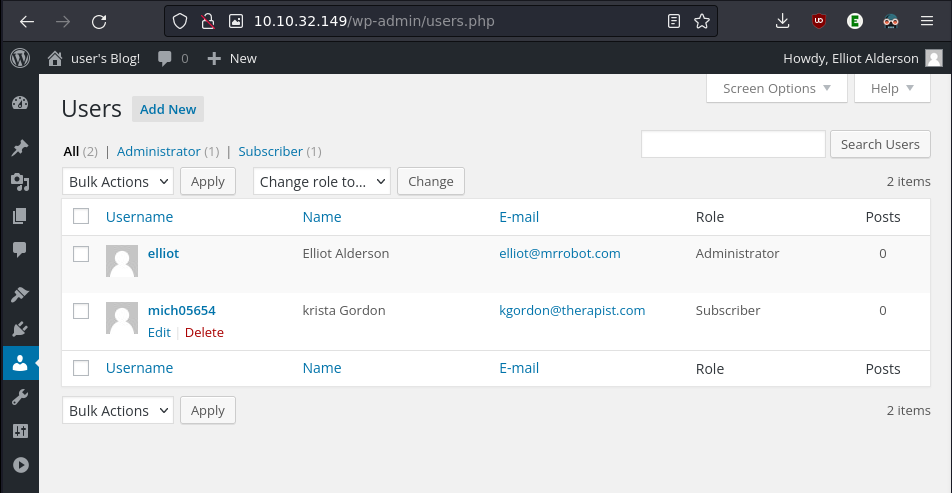 10.10.32.149/wp-admin/users.php
user's Blog! 0 New Howdy, Elliot Alderson
Screen Options Help
Users Add New
All (2) | Administrator (1) | Subscriber (1)
Search Users
Bulk Actions Apply Change role to... Change 2 items
Username Name E-mail Role Posts
elliot Elliot Alderson elliot@mrrobot.com Administrator 0
mich05654 krista Gordon kgordon@therapist.com Subscriber 0
Edit | Delete
Username Name E-mail Role Posts
Bulk Actions Apply 2 items